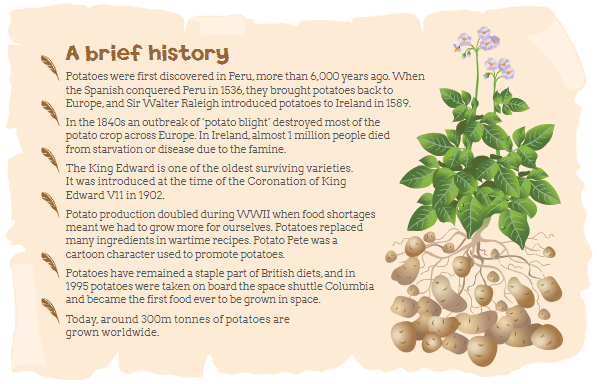 A brief history
Potatoes were first discovered in Peru, more than 6,000 years ago. When
the Spanish conquered Peru in 1536, they brought potatoes back to
Europe, and Sir Walter Raleigh introduced potatoes to Ireland in 1589.
In the 1840s an outbreak of ‘potato blight’ destroyed most of the
potato crop across Europe. In Ireland, almost 1 million people died
from starvation or disease due to the famine.
The King Edward is one of the oldest surviving varieties.
It was introduced at the time of the Coronation of King
Edward V11 in 1902.
Potato production doubled during WWII when food shortages
meant we had to grow more for ourselves. Potatoes replaced
many ingredients in wartime recipes. Potato Pete was a
cartoon character used to promote potatoes.
Potatoes have remained a staple part of British diets, and in
1995 potatoes were taken on board the space shuttle Columbia
and became the first food ever to be grown in space.
Today, around 300m tonnes of potatoes are
grown worldwide.